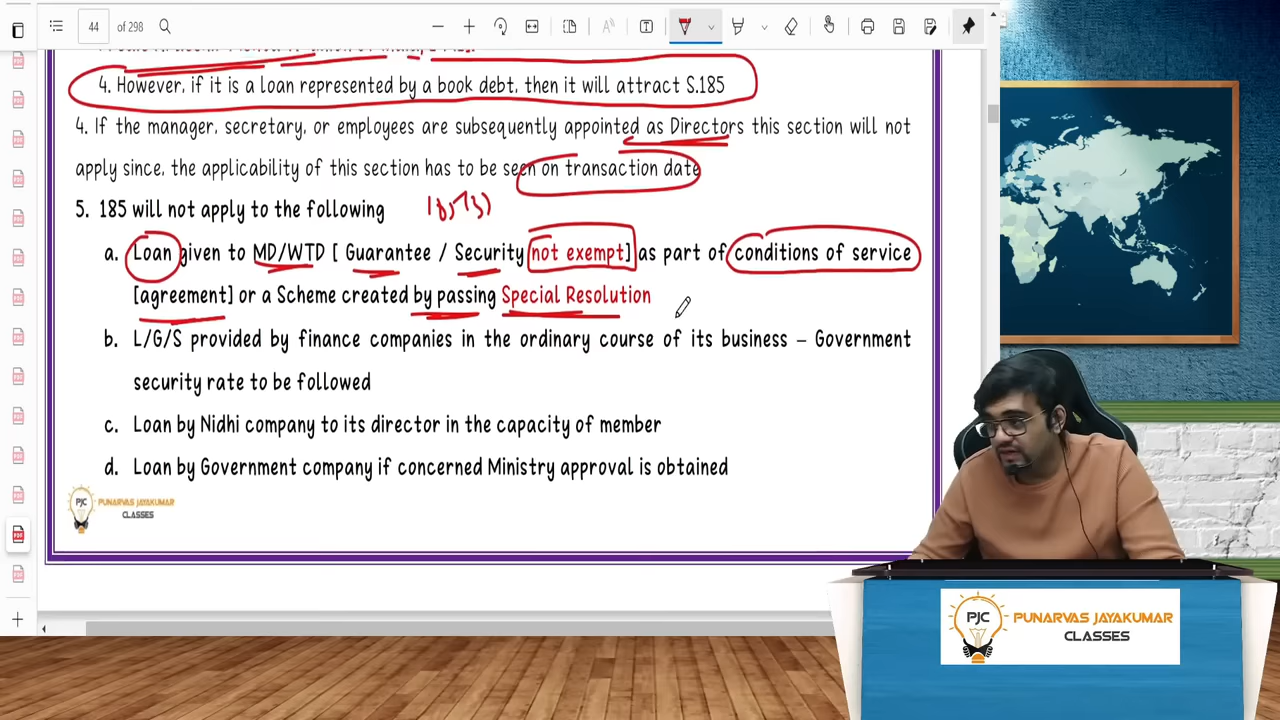 44 of 298
4. However, if it is a loan represented by a book debt, then it will attract S.185
4. If the manager, secretary, or employees are subsequently appointed as Directors this section will not
apply since, the applicability of this section has to be seen on transaction date
5. 185 will not apply to the following 185(3)
a. Loan given to MD/WTD [ Guarantee / Security not exempt] as part of conditions of service
[agreement] or a Scheme created by passing Special Resolution
b. L/G/S provided by finance companies in the ordinary course of its business – Government
security rate to be followed
c. Loan by Nidhi company to its director in the capacity of member
d. Loan by Government company if concerned Ministry approval is obtained
PJC PUNARVAS JAYAKUMAR
CLASSES
PJC PUNARVAS JAYAKUMAR
CLASSES